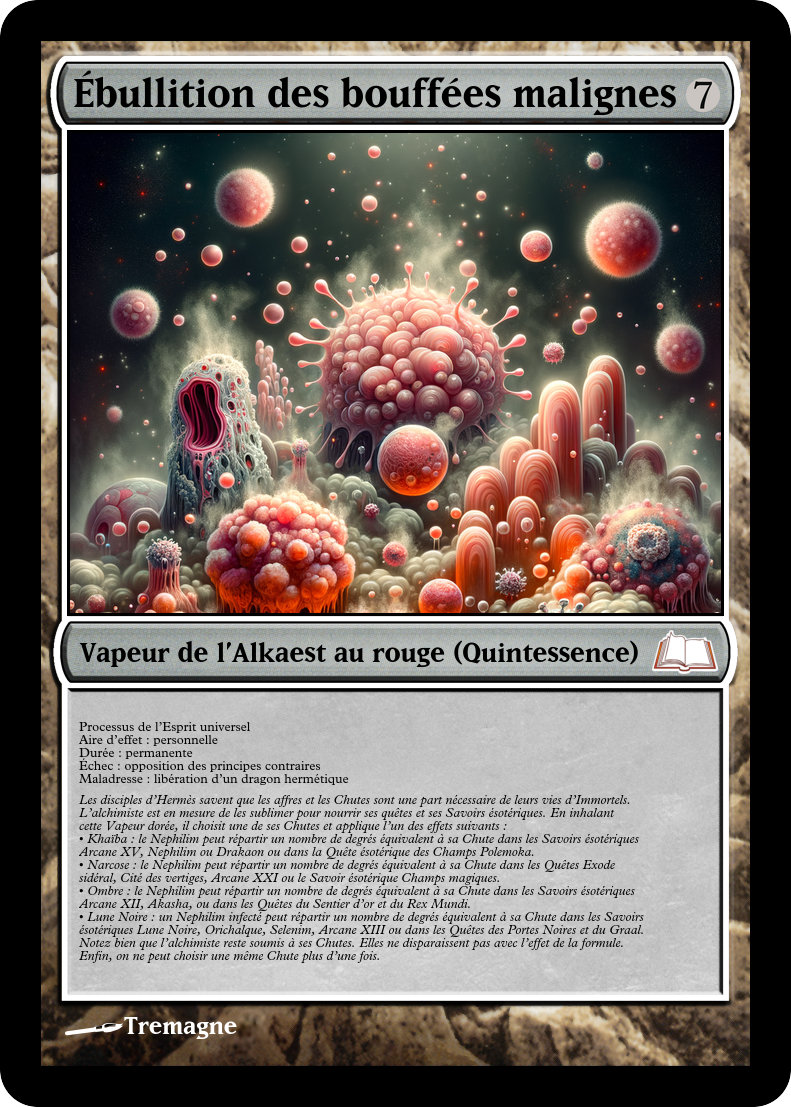 Ébullition des bouffées malignes 7
Vapeur de l'Alkaest au rouge (Quintessence)
Processus de l'Esprit universel
Aire d'effet : personnelle
Durée : permanente
Échec : opposition des principes contraires
Maladresse : libération d'un dragon hermétique
Les disciples d'Hermès savent que les affres et les Chutes sont une part nécessaire de leurs vies d'Immortels.
L'alchimiste est en mesure de les sublimer pour nourrir ses quêtes et ses Savoirs ésotériques. En inhalant
cette Vapeur dorée, il choisit une de ses Chutes et applique l'un des effets suivants :
• Khaïba : le Nephilim peut répartir un nombre de degrés équivalent à sa Chute dans les Savoirs ésotériques
Arcane XV, Nephilim ou Drakaon ou dans la Quête ésotérique des Champs Polemoka.
• Narcose : le Nephilim peut répartir un nombre de degrés équivalent à sa Chute dans les Quêtes Exode
sidéral, Cité des vertiges, Arcane XXI ou le Savoir ésotérique Champs magiques.
• Ombre : le Nephilim peut répartir un nombre de degrés équivalent à sa Chute dans les Savoirs ésotériques
Arcane XII, Akasha, ou dans les Quêtes du Sentier d'or et du Rex Mundi.
• Lune Noire : un Nephilim infecté peut répartir un nombre de degrés équivalent à sa Chute dans les Savoirs
ésotériques Lune Noire, Orichalque, Selenim, Arcane XIII ou dans les Quêtes des Portes Noires et du Graal.
Notez bien que l'alchimiste reste soumis à ses Chutes. Elles ne disparaissent pas avec l'effet de la formule.
Enfin, on ne peut choisir une même Chute plus d'une fois.
Tremagne